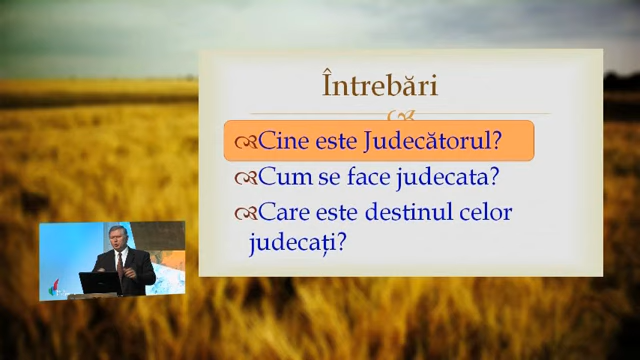 Întrebări
Cine este Judecătorul?
Cum se face judecata?
Care este destinul celor
judecați?